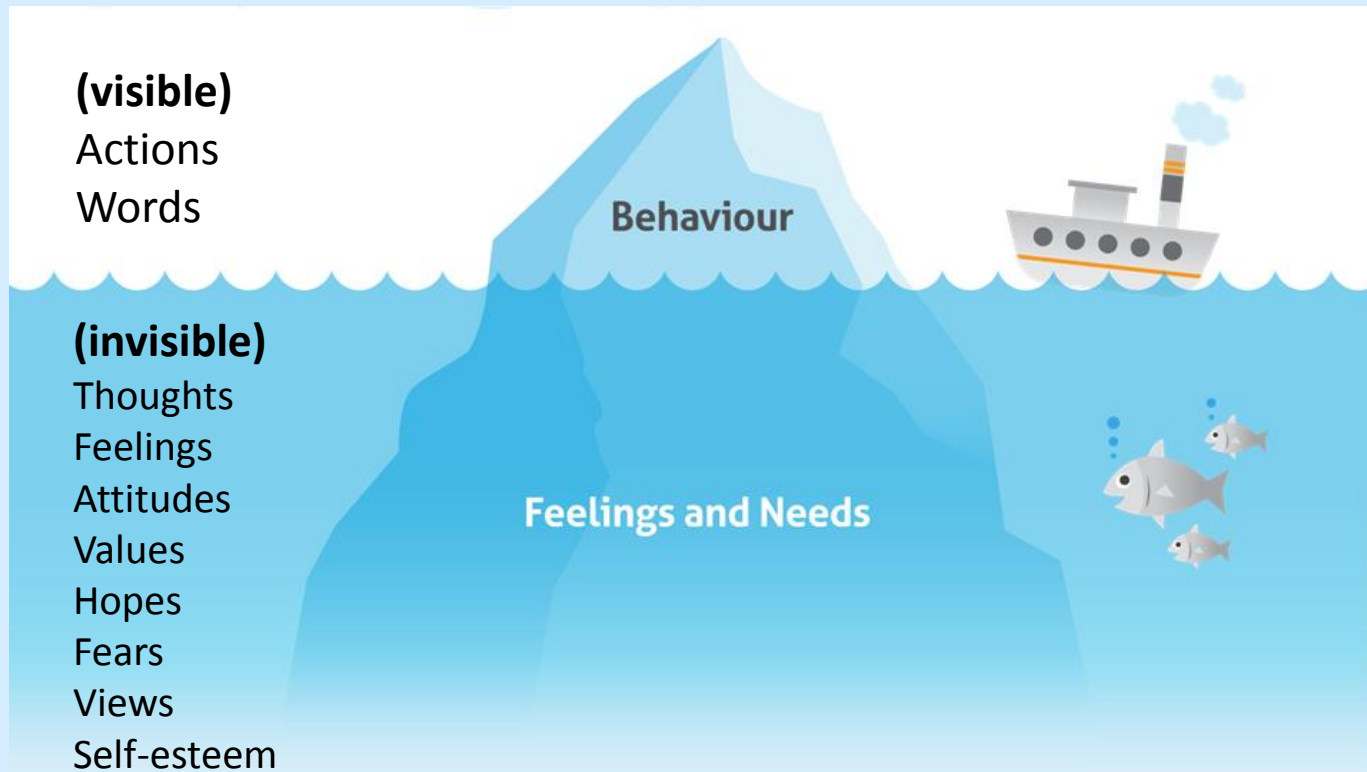 (visible)
Actions
Words
Behaviour
(invisible)
Thoughts
Feelings
Attitudes
Values
Hopes
Fears
Views
Self-esteem
Feelings and Needs